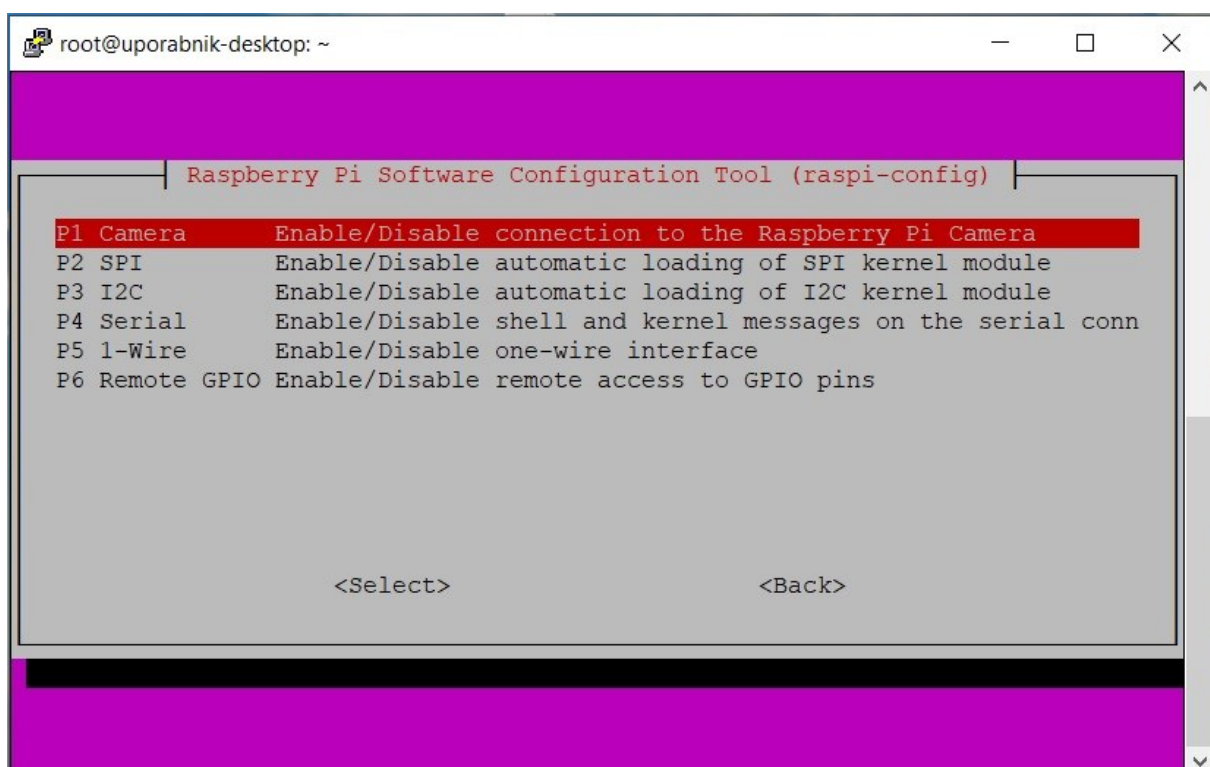 root@uporabnik-desktop: ~
Raspberry Pi Software Configuration Tool (raspi-config)
P1 Camera Enable/Disable connection to the Raspberry Pi Camera
P2 SPI Enable/Disable automatic loading of SPI kernel module
P3 I2C Enable/Disable automatic loading of I2C kernel module
P4 Serial Enable/Disable shell and kernel messages on the serial conn
P5 1-Wire Enable/Disable one-wire interface
P6 Remote GPIO Enable/Disable remote access to GPIO pins
<Select> <Back>